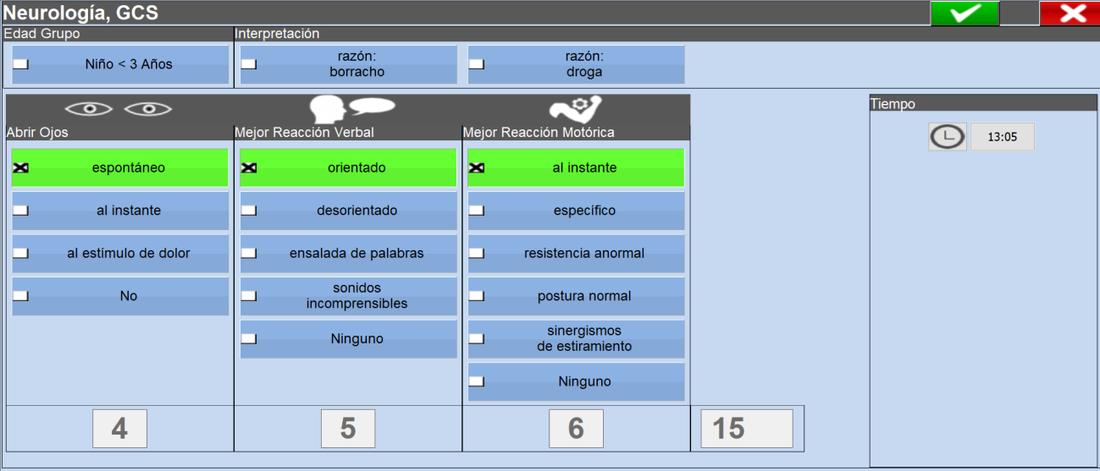 Neurología, GCS
Edad Grupo
Interpretación
Niño < 3 Años
razón:
borracho
razón:
droga
Abrir Ojos
Mejor Reacción Verbal
Mejor Reacción Motórica
Tiempo
13:05
espontáneo
orientado
al instante
al instante
desorientado
específico
al estímulo de dolor
ensalada de palabras
resistencia anormal
No
sonidos
incomprensibles
postura normal
Ninguno
sinergismos
de estiramiento
Ninguno
4
5
6
15